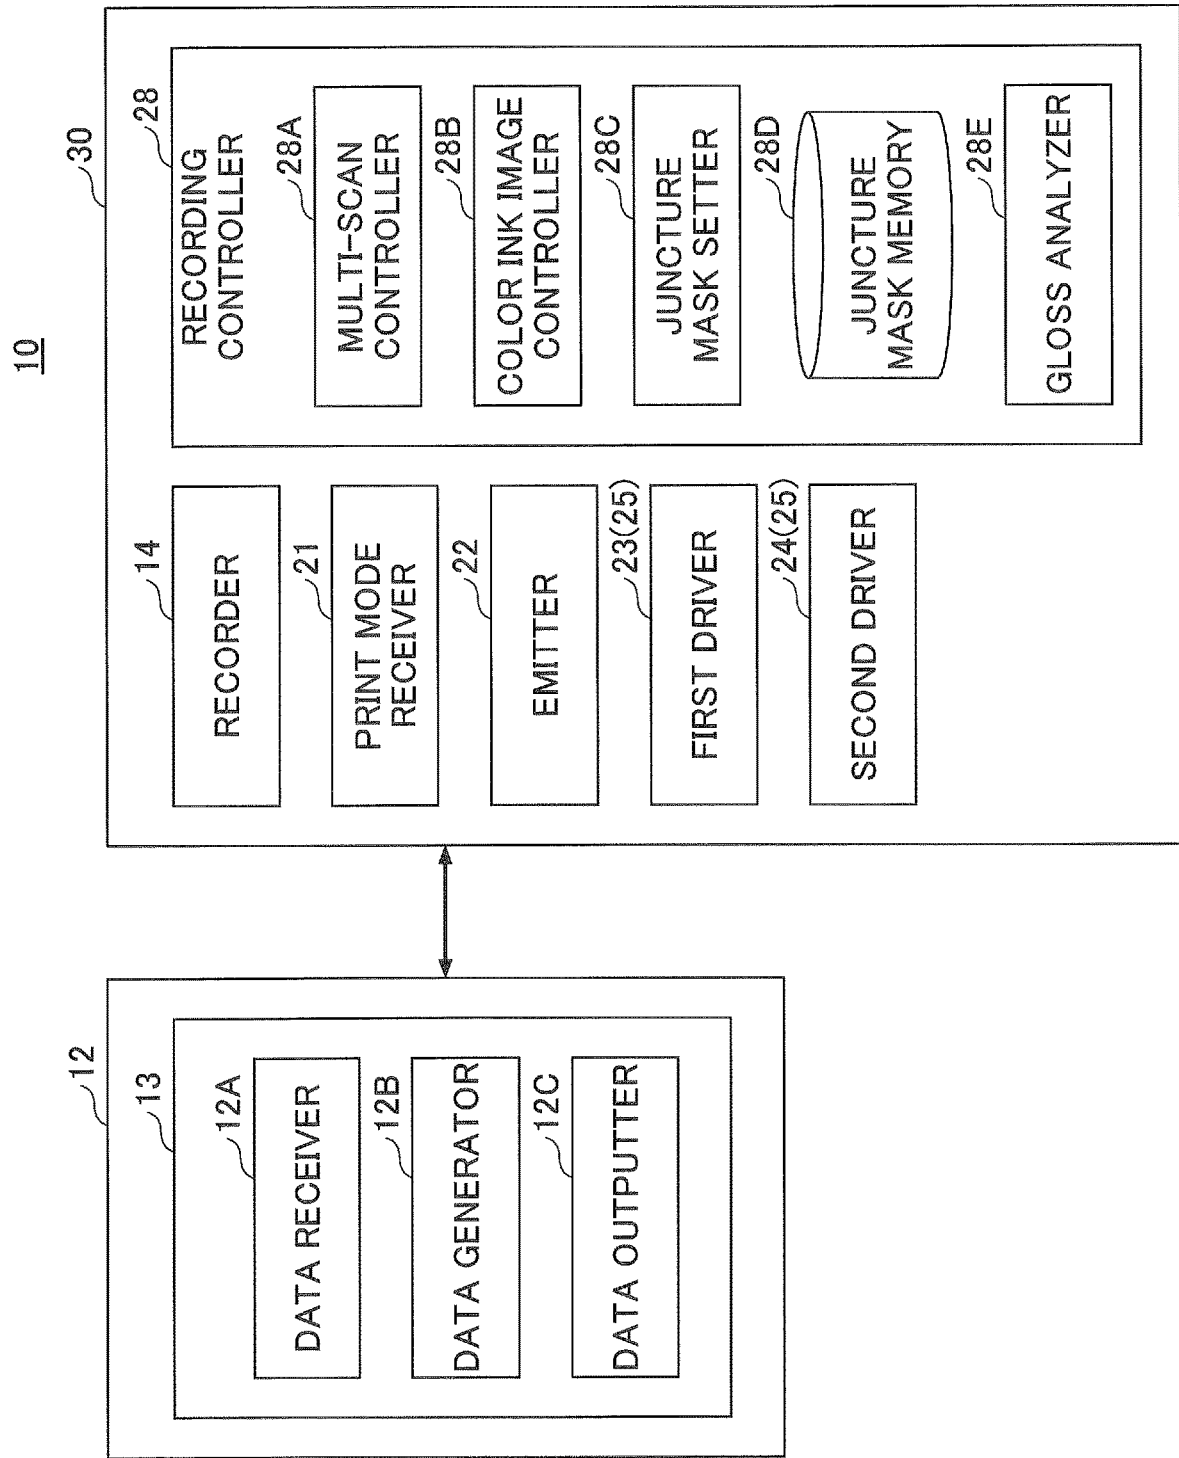 10
12
13
12A
DATA RECEIVER
12B
DATA GENERATOR
12C
DATA OUTPUTTER
30
14
RECORDER
21
PRINT MODE
RECEIVER
22
EMITTER
23(25)
FIRST DRIVER
24(25)
SECOND DRIVER
28
RECORDING
CONTROLLER
28A
MULTI-SCAN
CONTROLLER
28B
COLOR INK IMAGE
CONTROLLER
28C
JUNCTURE
MASK SETTER
28D
JUNCTURE
MASK MEMORY
28E
GLOSS ANALYZER